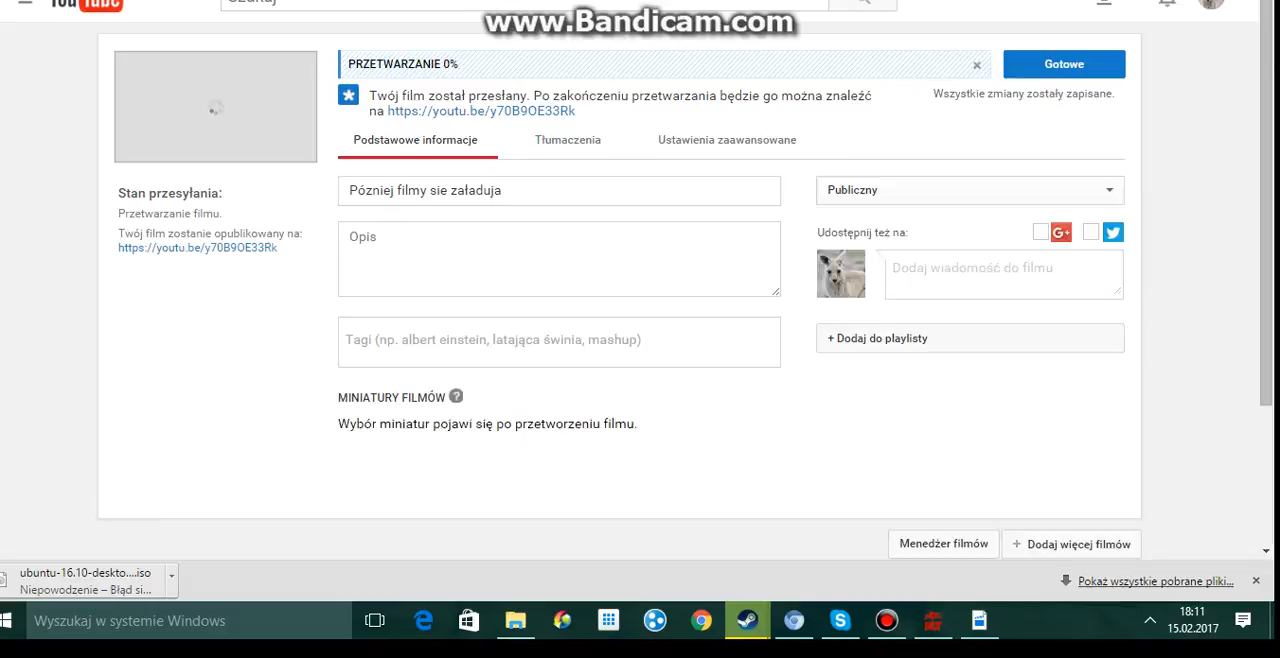 www.Bandicam.com
YouTube
Szukaj
PRZETWARZANIE 0%
×
Gotowe
Twój film został przesłany. Po zakończeniu przetwarzania będzie go można znaleźć
na https://youtu.be/y70B9OE33Rk
Wszystkie zmiany zostały zapisane.
Podstawowe informacje
Tłumaczenia
Ustawienia zaawansowane
Stan przesyłania:
Przetwarzanie filmu.
Twój film zostanie opublikowany na:
https://youtu.be/y70B9OE33Rk
Pózniej filmy sie załaduja
Publiczny
Opis
Udostępnij też na:
G+
Dodaj wiadomość do filmu
Tagi (np. albert einstein, latająca świnia, mashup)
+ Dodaj do playlisty
MINIATURY FILMÓW ?
Wybór miniatur pojawi się po przetworzeniu filmu.
Menedżer filmów
+ Dodaj więcej filmów
ubuntu-16.10-deskto....iso
Niepowodzenie – Błąd si...
Pokaż wszystkie pobrane pliki...
×
Wyszukaj w systemie Windows
18:11
15.02.2017